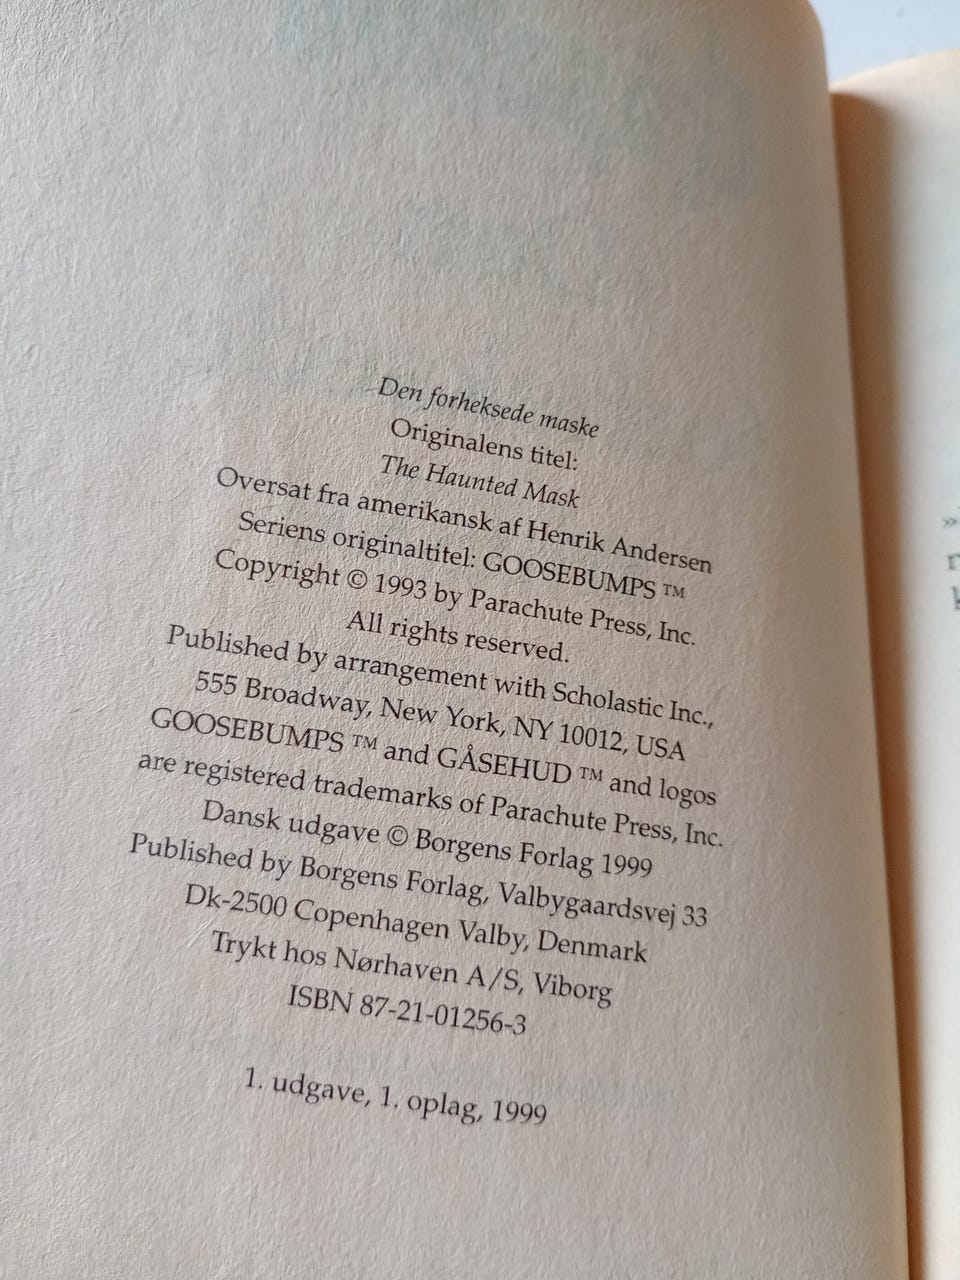 Den forheksede maske
Originalens titel:
The Haunted Mask
Oversat fra amerikansk af Henrik Andersen
Seriens originaltitel: GOOSEBUMPS ™
Copyright © 1993 by Parachute Press, Inc.
All rights reserved.
Published by arrangement with Scholastic Inc.,
555 Broadway, New York, NY 10012, USA
GOOSEBUMPS ™ and GÅSEHUD ™ and logos
are registered trademarks of Parachute Press, Inc.
Dansk udgave © Borgens Forlag 1999
Published by Borgens Forlag, Valbygaardsvej 33
Dk-2500 Copenhagen Valby, Denmark
Trykt hos Nørhaven A/S, Viborg
ISBN 87-21-01256-3
1. udgave, 1. oplag, 1999